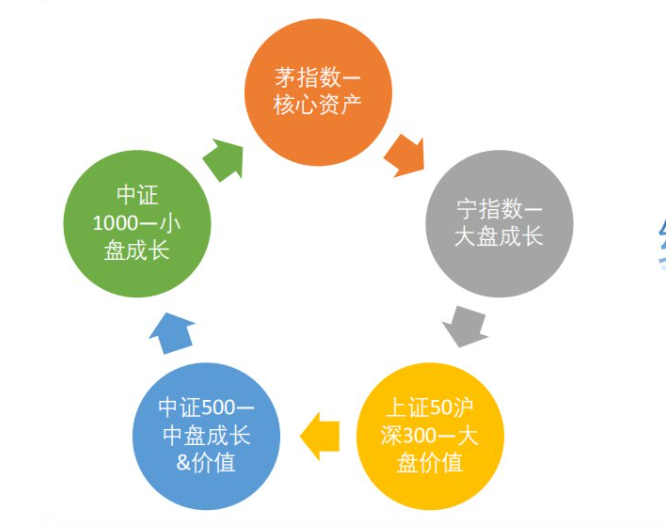 茅指数一
核心资产
宁指数一
大盘成长
上证50沪
深300一大
盘价值
中证500一
中盘成长
&价值
中证
1000一小
盘成长